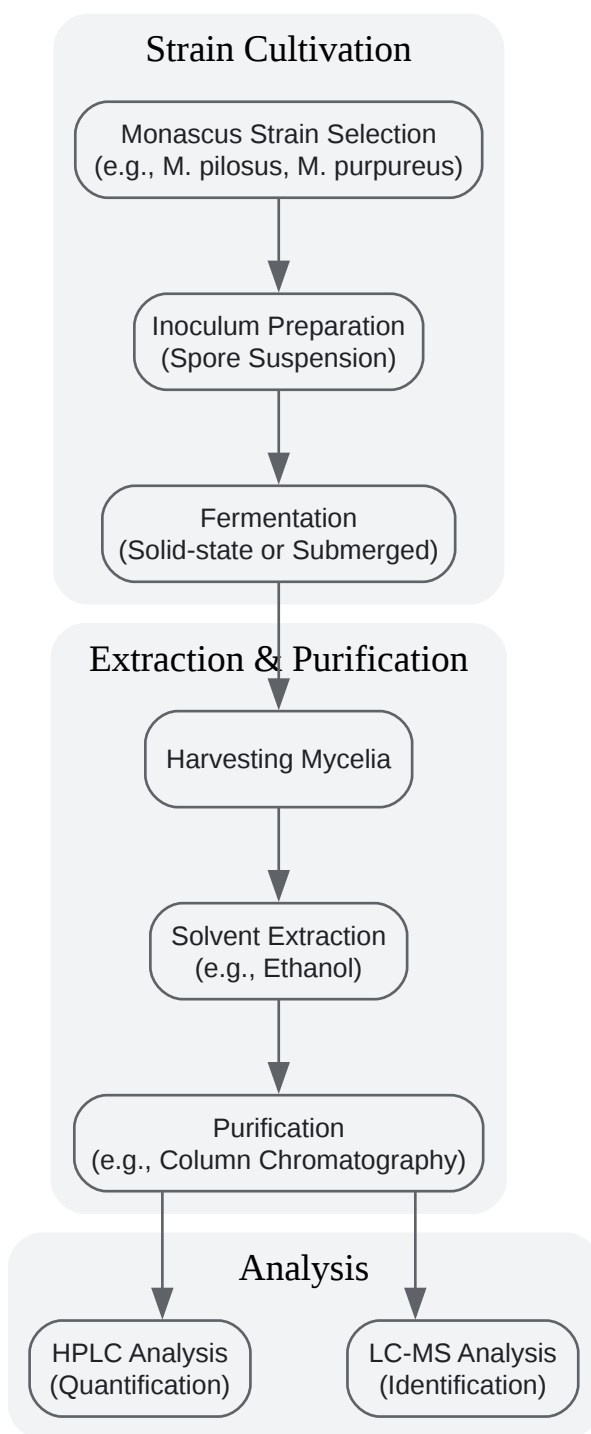 Strain Cultivation
Monascus Strain Selection
(e.g., M. pilosus, M. purpureus)
Inoculum Preparation
(Spore Suspension)
Fermentation
(Solid-state or Submerged)
Extraction & Purification
Harvesting Mycelia
Solvent Extraction
(e.g., Ethanol)
Purification
(e.g., Column Chromatography)
Analysis
HPLC Analysis
(Quantification)
LC-MS Analysis
(Identification)